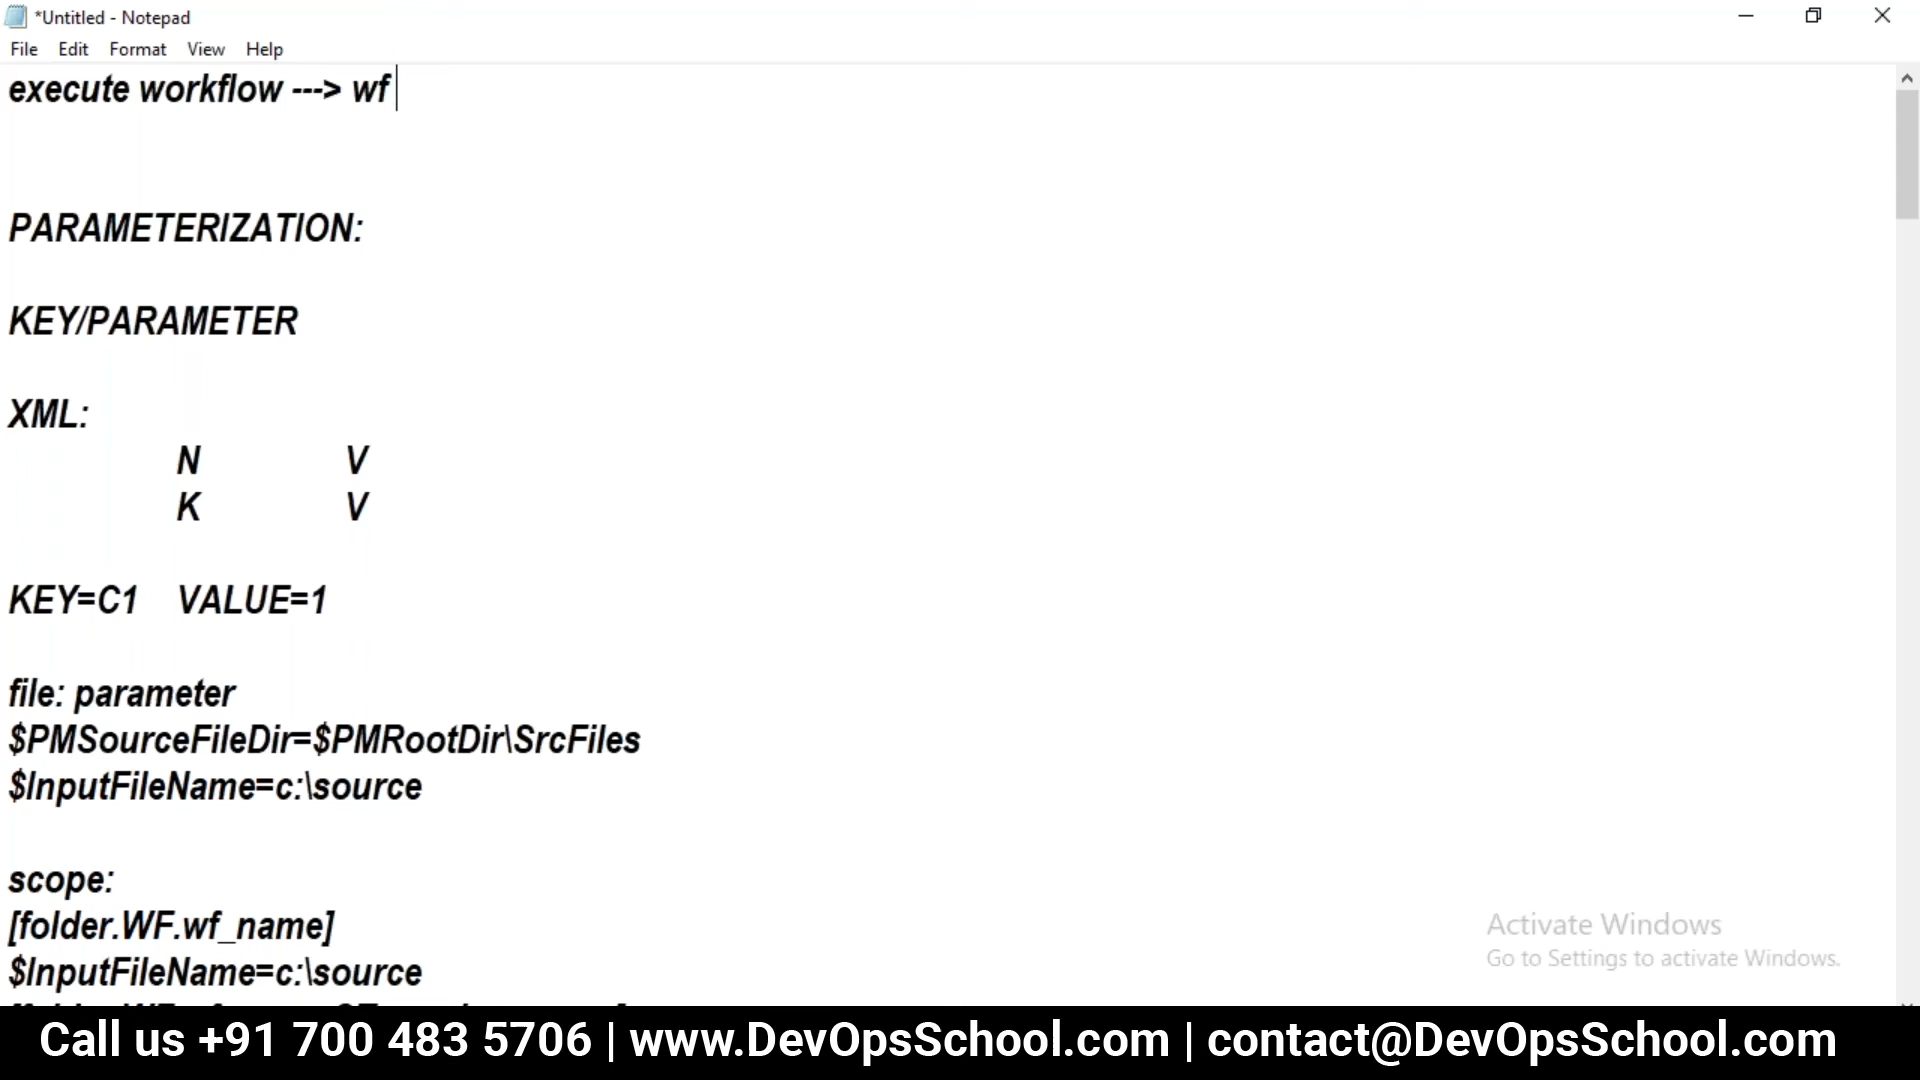 *Untitled - Notepad
File Edit Format View Help
execute workflow ---> wf
PARAMETERIZATION:
KEY/PARAMETER
XML:
N V
K V
KEY=C1 VALUE=1
file: parameter
$PMSourceFileDir=$PMRootDir\SrcFiles
$InputFileName=c:\source
scope:
[folder.WF.wf_name]
$InputFileName=c:\source
Activate Windows
Go to Settings to activate Windows.
Call us +91 700 483 5706 | www.DevOpsSchool.com | contact@DevOpsSchool.com